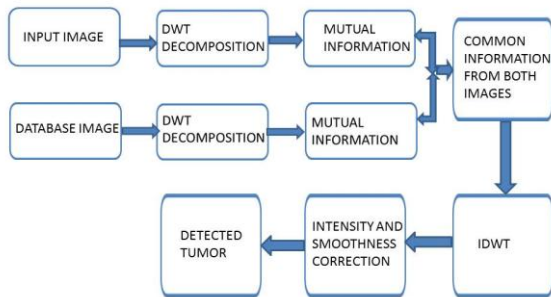 INPUT IMAGE
DWT
DECOMPOSITION
MUTUAL
INFORMATION
COMMON
INFORMATION
FROM BOTH
IMAGES
DATABASE IMAGE
DWT
DECOMPOSITION
MUTUAL
INFORMATION
DETECTED
TUMOR
INTENSITY AND
SMOOTHNESS
CORRECTION
IDWT